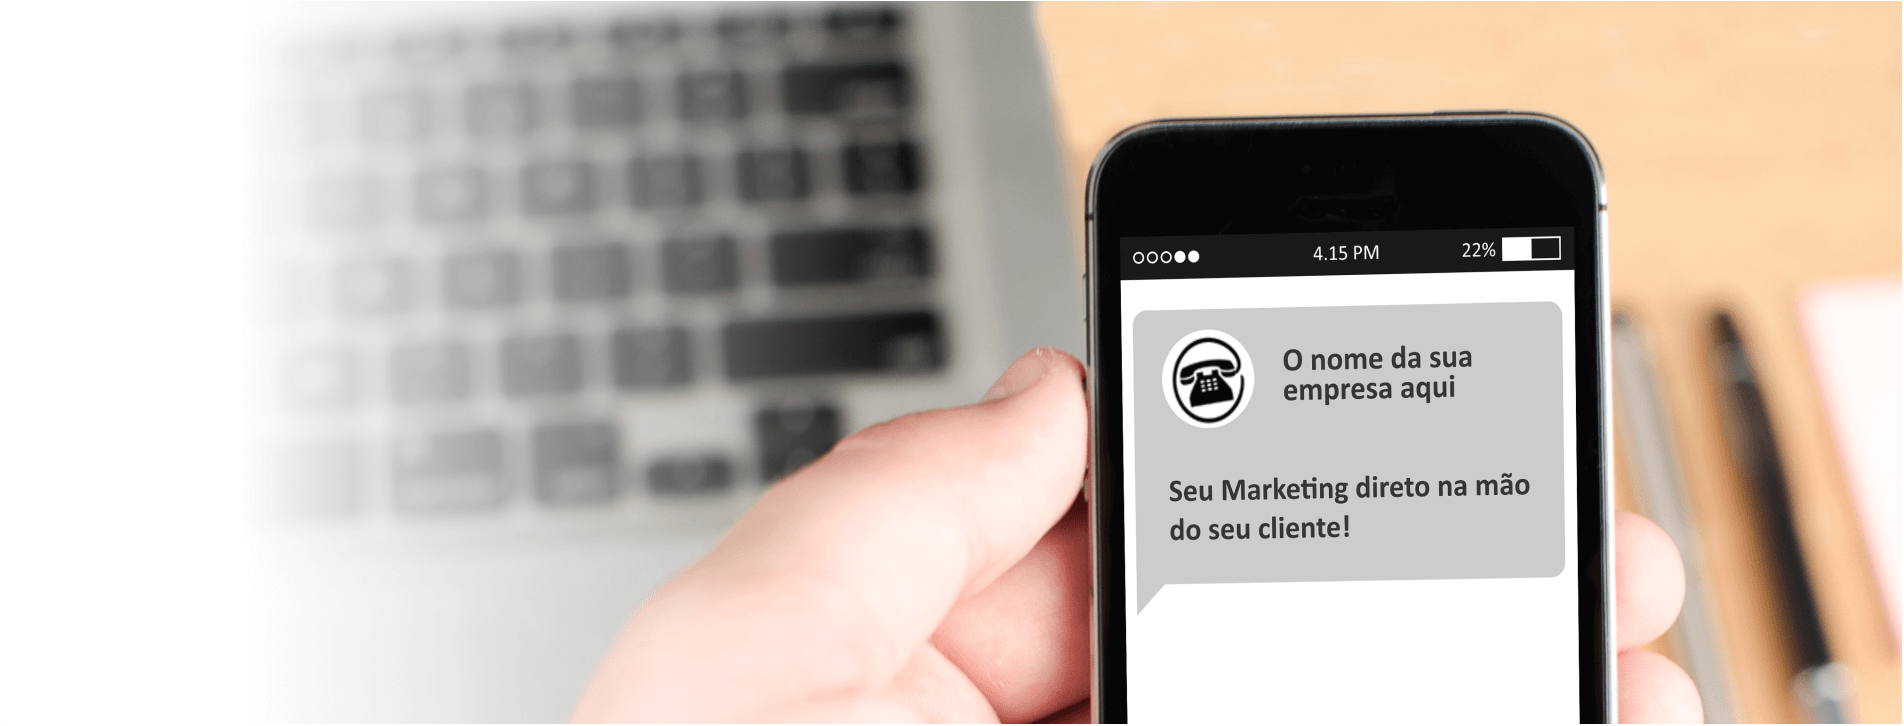 4.15 PM
22%
O nome da sua
empresa aqui
Seu Marketing direto na mão
do seu cliente!